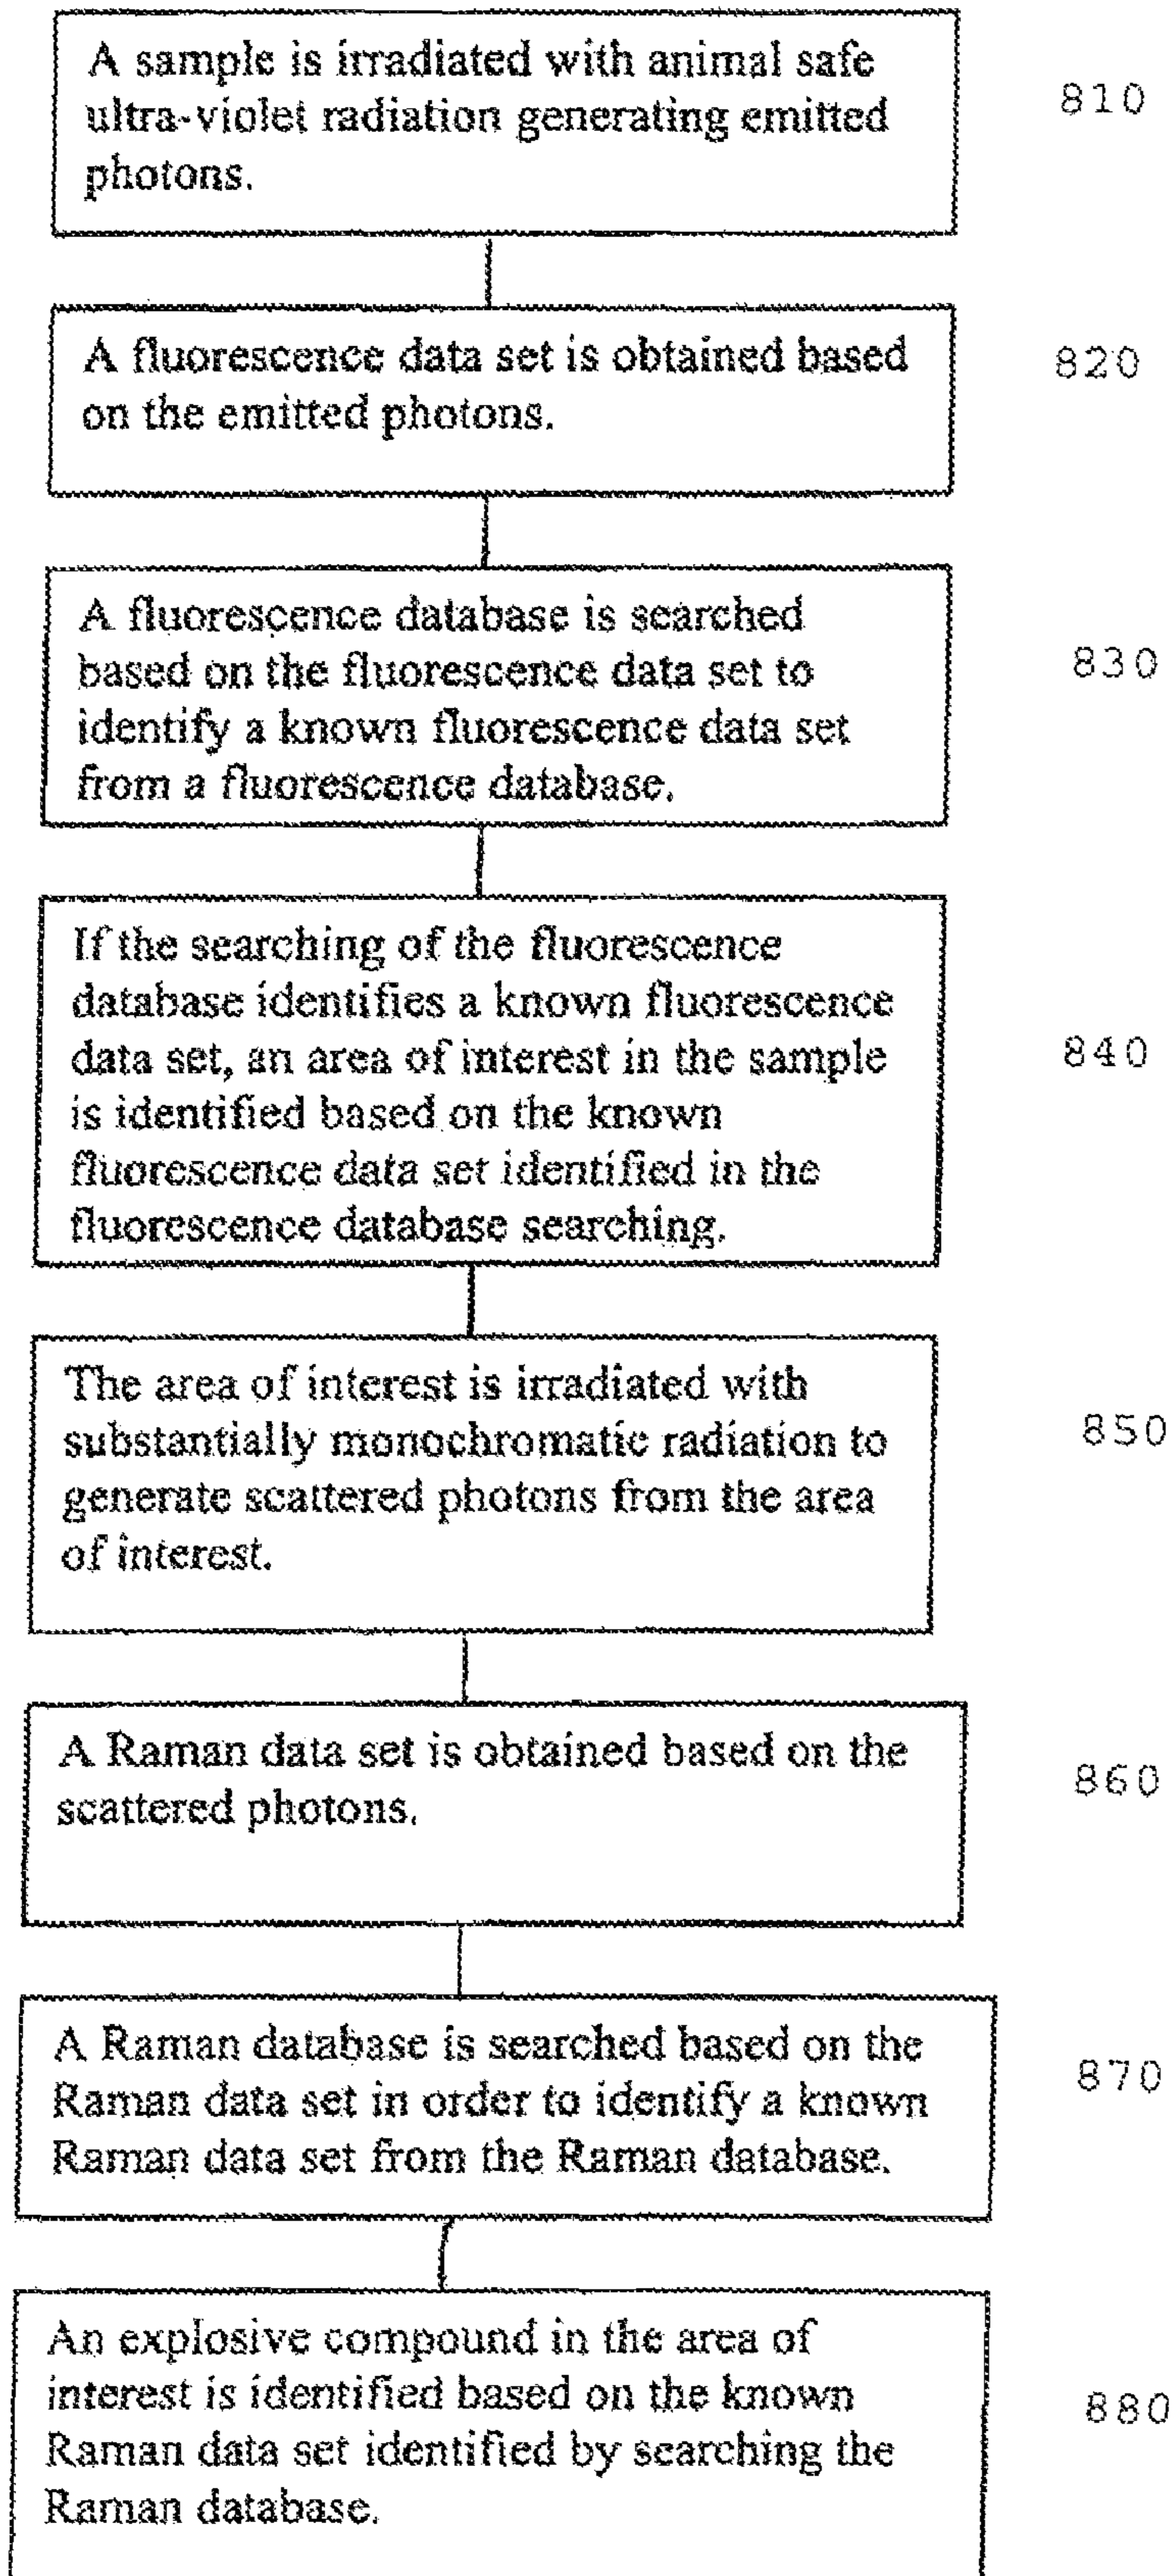 A sample is irradiated with animal safe
ultra-violet radiation generating emitted
photons.
810
A fluorescence data set is obtained based
on the emitted photons.
820
A fluorescence database is searched
based on the fluorescence data set to
identify a known fluorescence data set
from a fluorescence database.
830
If the searching of the fluorescence
database identifies a known fluorescence
data set, an area of interest in the sample
is identified based on the known
fluorescence data set identified in the
fluorescence database searching.
840
The area of interest is irradiated with
substantially monochromatic radiation to
generate scattered photons from the area
of interest.
850
A Raman data set is obtained based on the
scattered photons.
860
A Raman database is searched based on the
Raman data set in order to identify a known
Raman data set from the Raman database.
870
An explosive compound in the area of
interest is identified based on the known
Raman data set identified by searching the
Raman database.
880